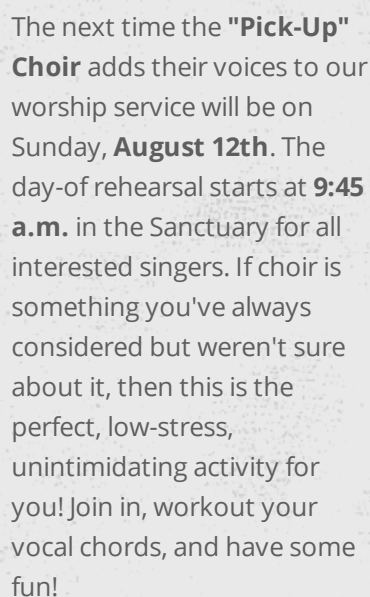 The next time the "Pick-Up"
Choir adds their voices to our
worship service will be on
Sunday, August 12th. The
day-of rehearsal starts at 9:45
a.m. in the Sanctuary for all
interested singers. If choir is
something you've always
considered but weren't sure
about it, then this is the
perfect, low-stress,
unintimidating activity for
you! Join in, workout your
vocal chords, and have some
fun!